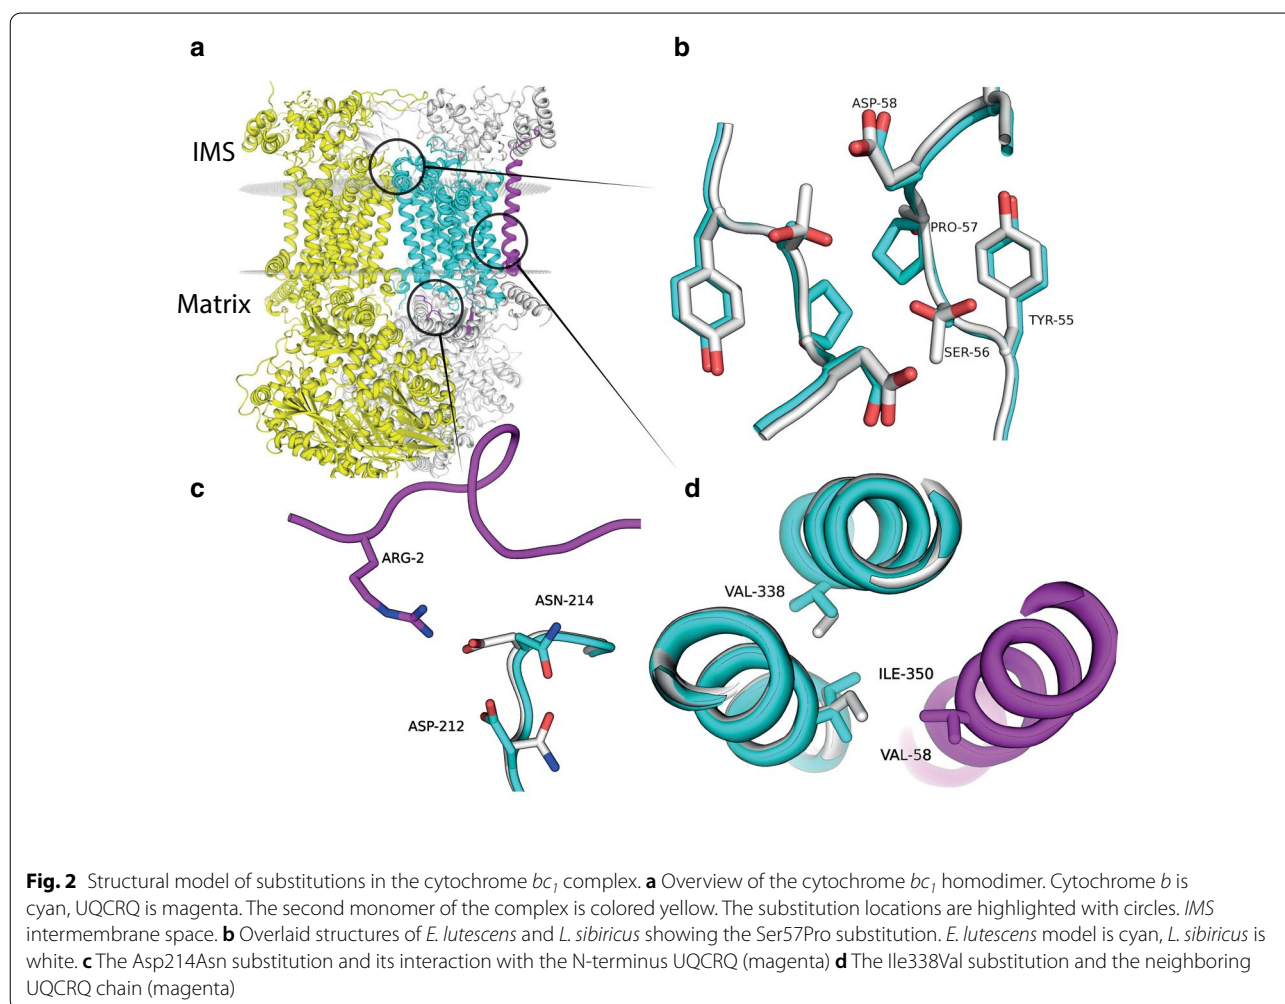 a
b
IMS
Matrix
ASP-58
PRO-57
TYR-55
SER-56
c
d
ARG-2
ASN-214
ASP-212
VAL-338
ILE-350
VAL-58
Fig. 2 Structural model of substitutions in the cytochrome bc1 complex. a Overview of the cytochrome bc1 homodimer. Cytochrome b is
cyan, UQCRQ is magenta. The second monomer of the complex is colored yellow. The substitution locations are highlighted with circles. IMS
intermembrane space. b Overlaid structures of E. lutescens and L. sibiricus showing the Ser57Pro substitution. E. lutescens model is cyan, L. sibiricus is
white. c The Asp214Asn substitution and its interaction with the N-terminus UQCRQ (magenta) d The Ile338Val substitution and the neighboring
UQCRQ chain (magenta)